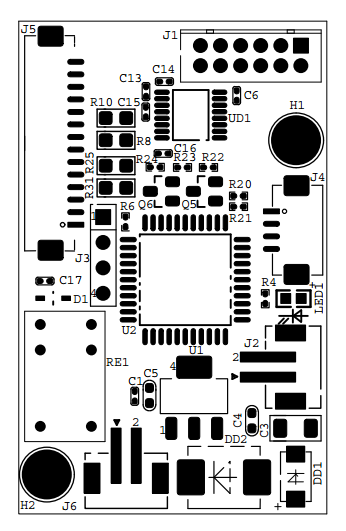 J5
J1
C14
C13
C6
R10 C15
UD1
H1
R8
C16
R25 R24 R23 R22
R31
J4
R20
1
R6
Q6 Q5
R21
J3
C17
R4
D1 4
+
LED1
U2
U1
J2
RE1
4
2
C5
C1
1
2
C4
C3
DD2
DD1
H2
J6
+